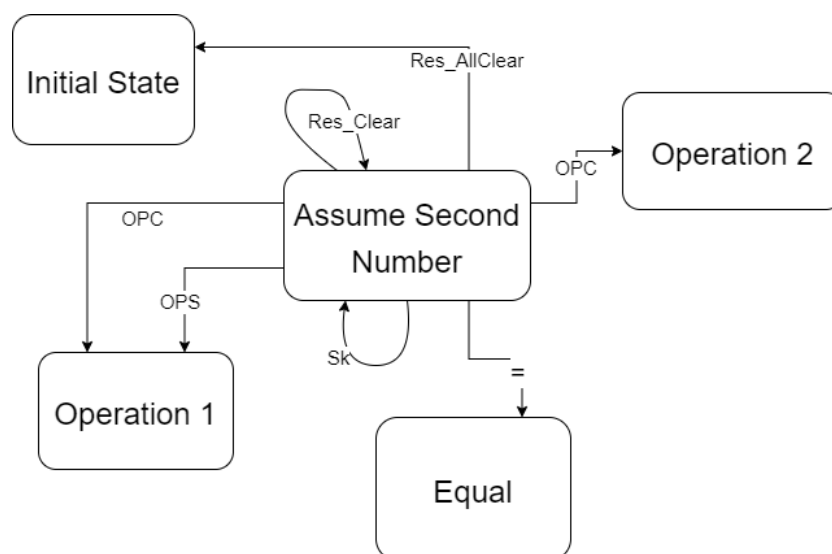 Res_AllClear
Initial State
Res_Clear
Operation 2
OPC
Assume Second
Number
OPC
OPS
Sk
=
Operation 1
Equal